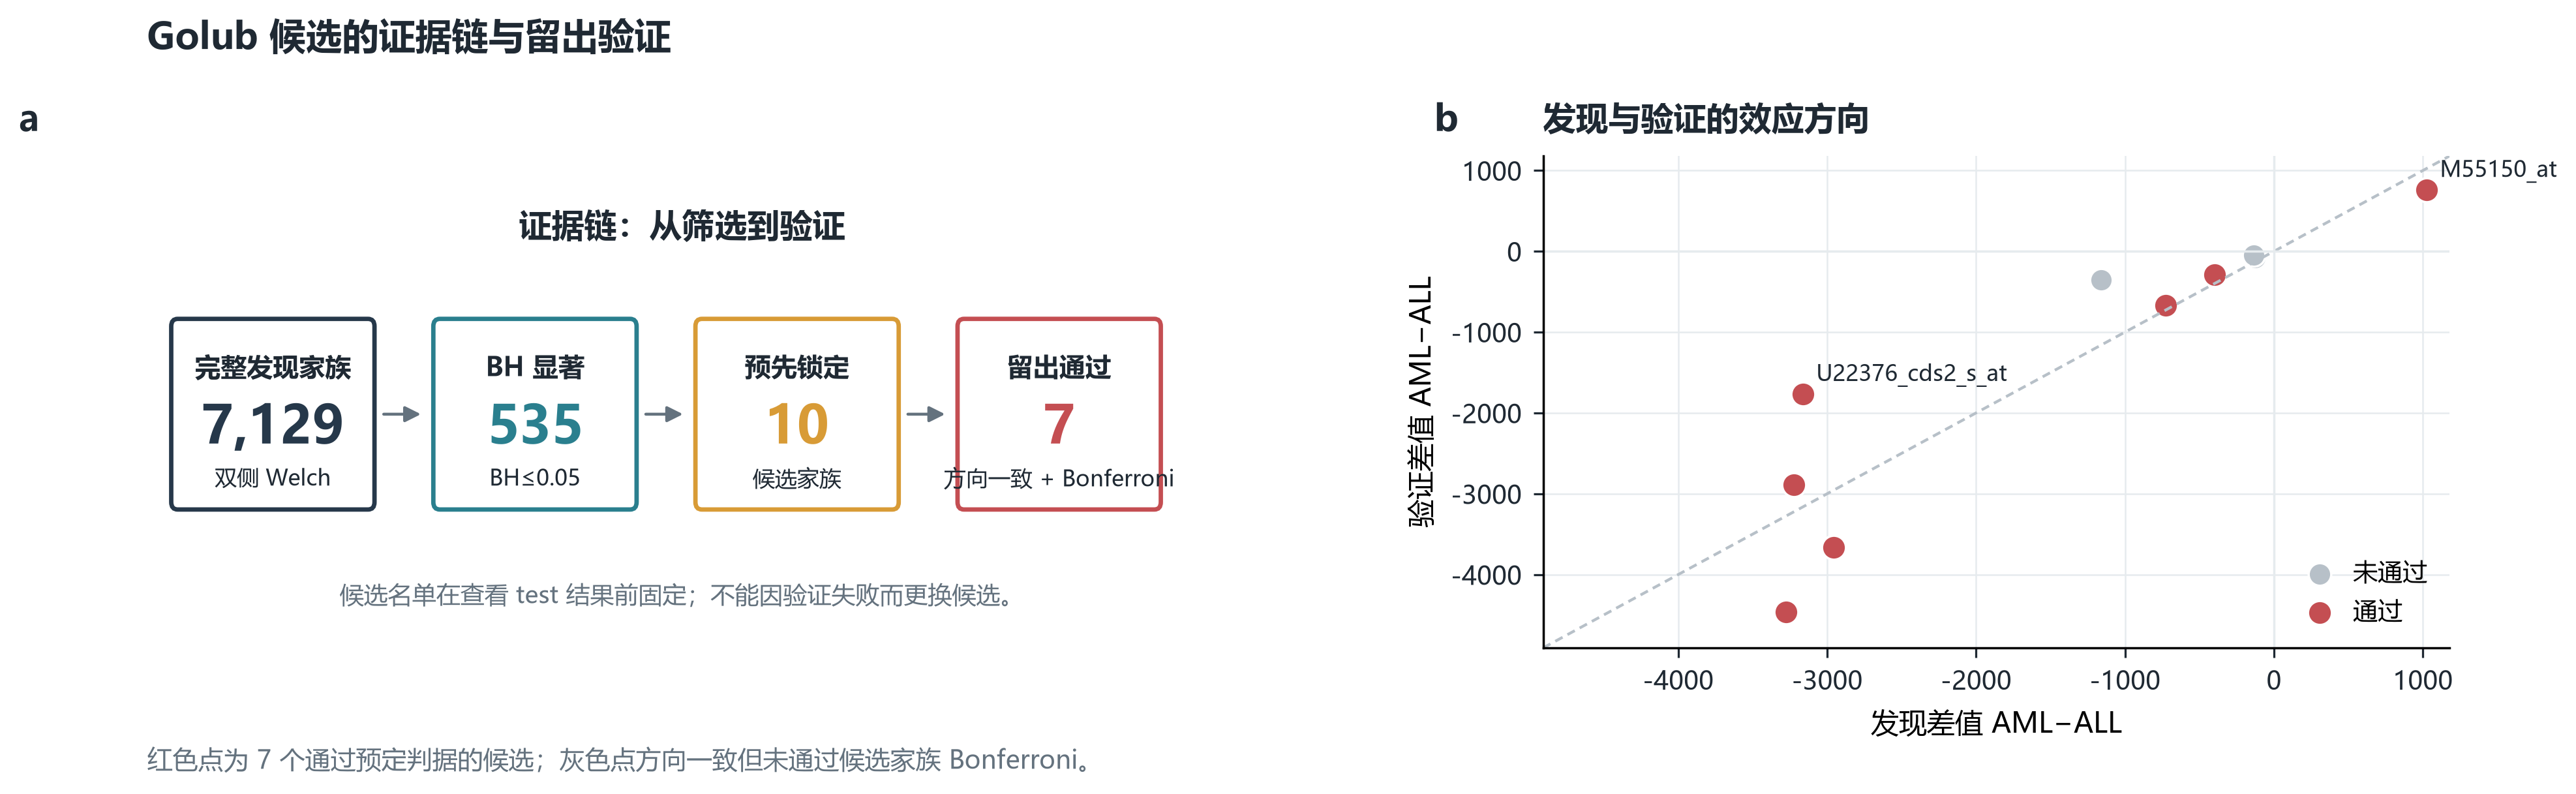 Golub 候选的证据链与留出验证
a
证据链：从筛选到验证
完整发现家族
7,129
双侧 Welch
BH 显著
535
BH≤0.05
预先锁定
10
候选家族
留出通过
7
方向一致 + Bonferroni
候选名单在查看 test 结果前固定；不能因验证失败而更换候选。
b
发现与验证的效应方向
验证差值 AML−ALL
1000
0
-1000
-2000
-3000
-4000
M55150_at
U22376_cds2_s_at
未通过
通过
-4000
-3000
-2000
-1000
0
1000
发现差值 AML−ALL
红色点为 7 个通过预定判据的候选；灰色点方向一致但未通过候选家族 Bonferroni。